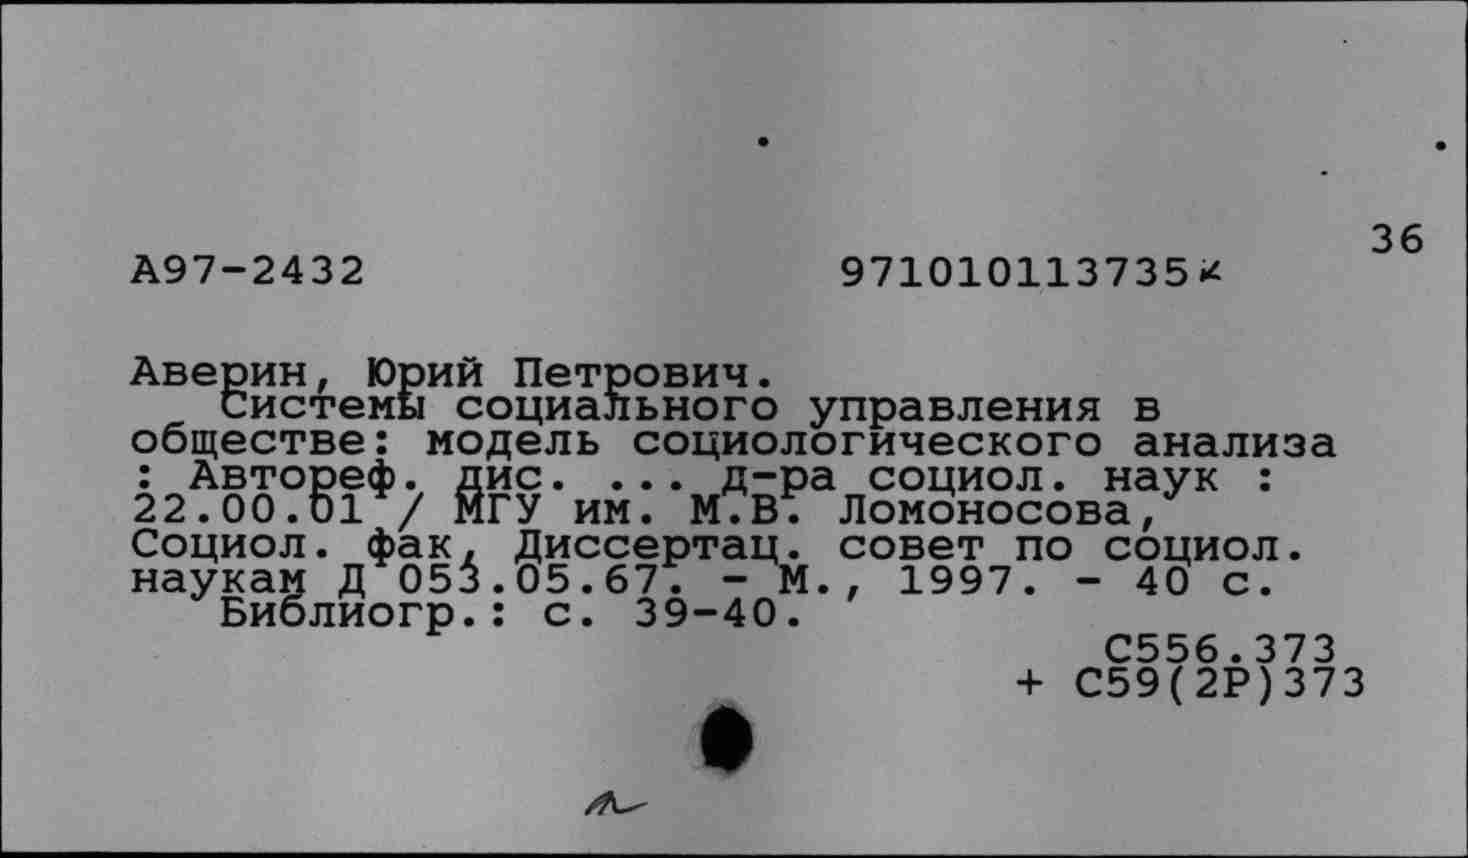 36
А97-2432 971010113735
Аверин, Юрий Петрович.
Системы социального управления в
обществе: модель социологического анализа
: Автореф. дис. ... д-ра социол. наук :
22.00.01 / МГУ им. М.В. Ломоносова,
Социол. фак, Диссертац. совет по социол.
наукам Д 053.05.67. - М., 1997. - 40 с.
Библиогр.: с. 39-40.
С556.373
+ С59(2Р)373